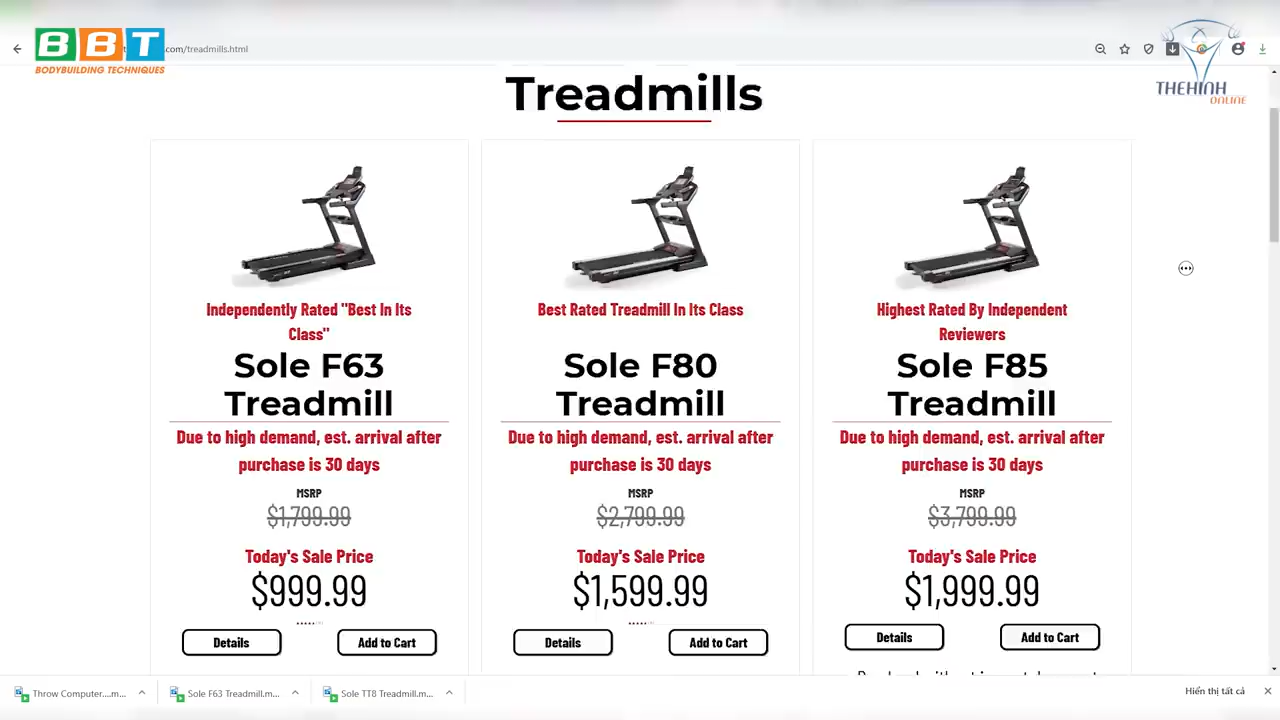 BBT
BODYBUILDING TECHNIQUES
.com/treadmills.html
THEHINH
ONLINE
Treadmills
Independently Rated "Best In Its
Class"
Sole F63
Treadmill
Due to high demand, est. arrival after
purchase is 30 days
MSRP
$1,799.99
Today's Sale Price
$999.99
Details
Add to Cart
Best Rated Treadmill In Its Class
Sole F80
Treadmill
Due to high demand, est. arrival after
purchase is 30 days
MSRP
$2,799.99
Today's Sale Price
$1,599.99
Details
Add to Cart
Highest Rated By Independent
Reviewers
Sole F85
Treadmill
Due to high demand, est. arrival after
purchase is 30 days
MSRP
$3,799.99
Today's Sale Price
$1,999.99
Details
Add to Cart
Throw Computer....m...
Sole F63 Treadmill.m...
Sole TT8 Treadmill.m...
Hiển thị tất cả